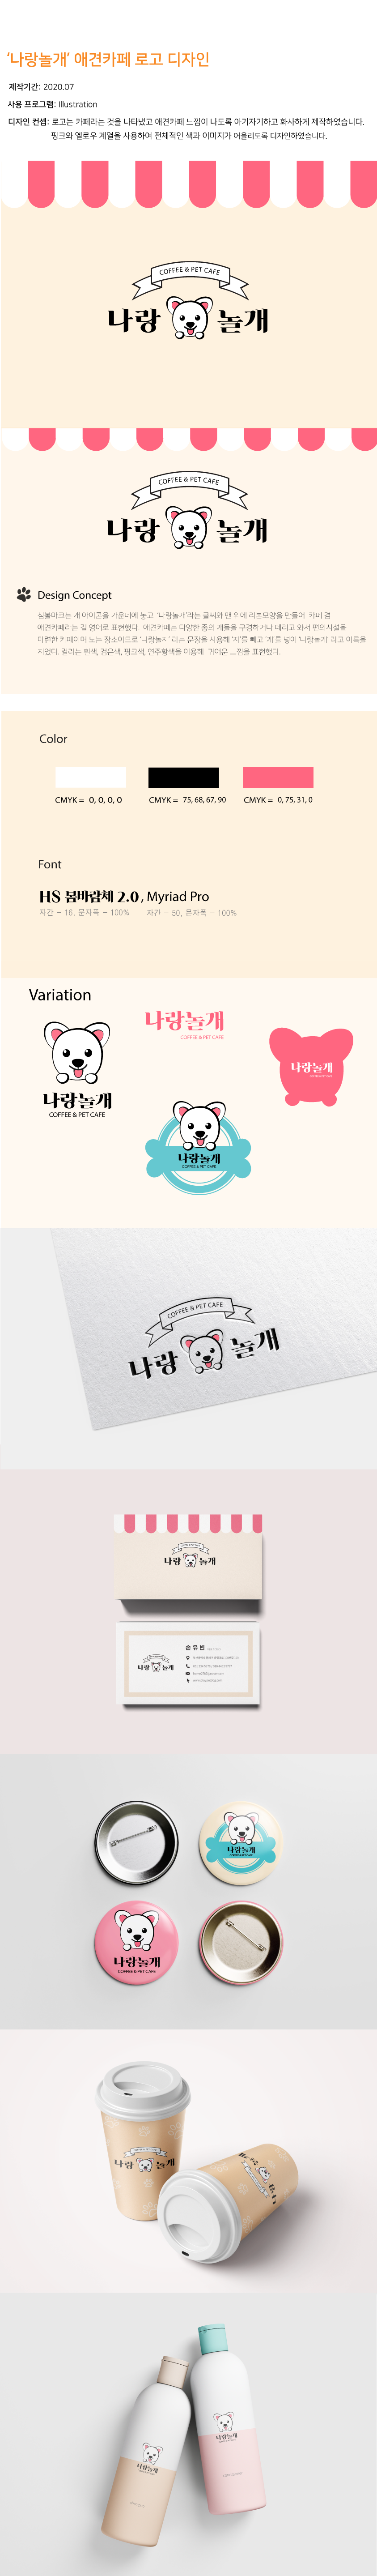 '나랑놀개' 애견카페 로고 디자인
제작기간: 2020.07
사용 프로그램: Illustration
디자인 컨셉: 로고는 카페라는 것을 나타냈고 애견카페 느낌이 나도록 아기자기하고 화사하게 제작하였습니다.
핑크와 옐로우 계열을 사용하여 전체적인 색과 이미지가 어울리도록 디자인하였습니다.
COFFEE & PET CAFE
나랑 놀개
COFFEE & PET CAFE
나랑 놀개
Design Concept
심볼마크는 개 아이콘을 가운데에 놓고 '나랑놀개'라는 글씨와 맨 위에 리본모양을 만들어 카페 겸
애견카페라는 걸 영어로 표현했다. 애견카페는 다양한 종의 개들을 구경하거나 데리고 와서 편의시설을
마련한 카페이며 노는 장소이므로 '나랑놀자' 라는 문장을 사용해 '자'를 빼고 '개'를 넣어 '나랑놀개' 라고 이름을
지었다. 컬러는 흰색, 검은색, 핑크색, 연주황색을 이용해 귀여운 느낌을 표현했다.
Color
CMYK = 0, 0, 0, 0
CMYK = 75, 68, 67, 90
CMYK = 0, 75, 31, 0
Font
HS 봄바람체 2.0 , Myriad Pro
자간 - 16, 문자폭 - 100%
자간 - 50, 문자폭 - 100%
Variation
나랑놀개
COFFEE & PET CAFE
나랑놀개
COFFEE & PET CAFE
나랑놀개
나랑놀개
COFFEE & PET CAFE
COFFEE & PET CAFE
나랑 놀개
나랑 놀개
나랑 놀개
손유빈
나랑놀개
COFFEE & PET CAFE
나랑놀개
COFFEE & PET CAFE
나랑 놀개
나랑놀개
나랑놀개